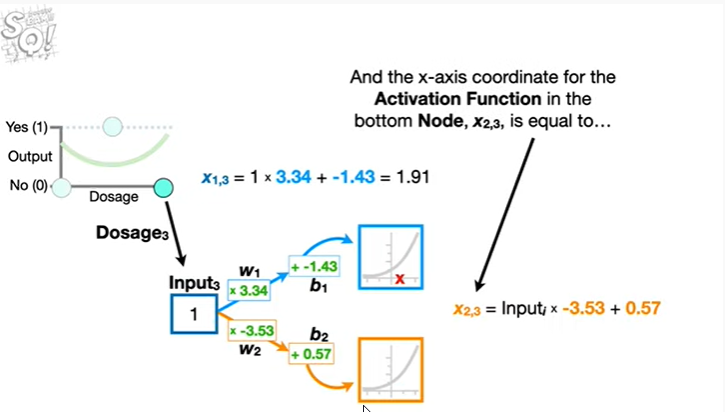 StatQuest!
And the x-axis coordinate for the
Activation Function in the
bottom Node, x2,3, is equal to…
Yes (1)
Output
No (0)
Dosage
x1,3 = 1 × 3.34 + -1.43 = 1.91
Dosage3
Input3
1
w1
× 3.34
+ -1.43
b1
x
× -3.53
w2
b2
+ 0.57
x2,3 = Inputi × -3.53 + 0.57